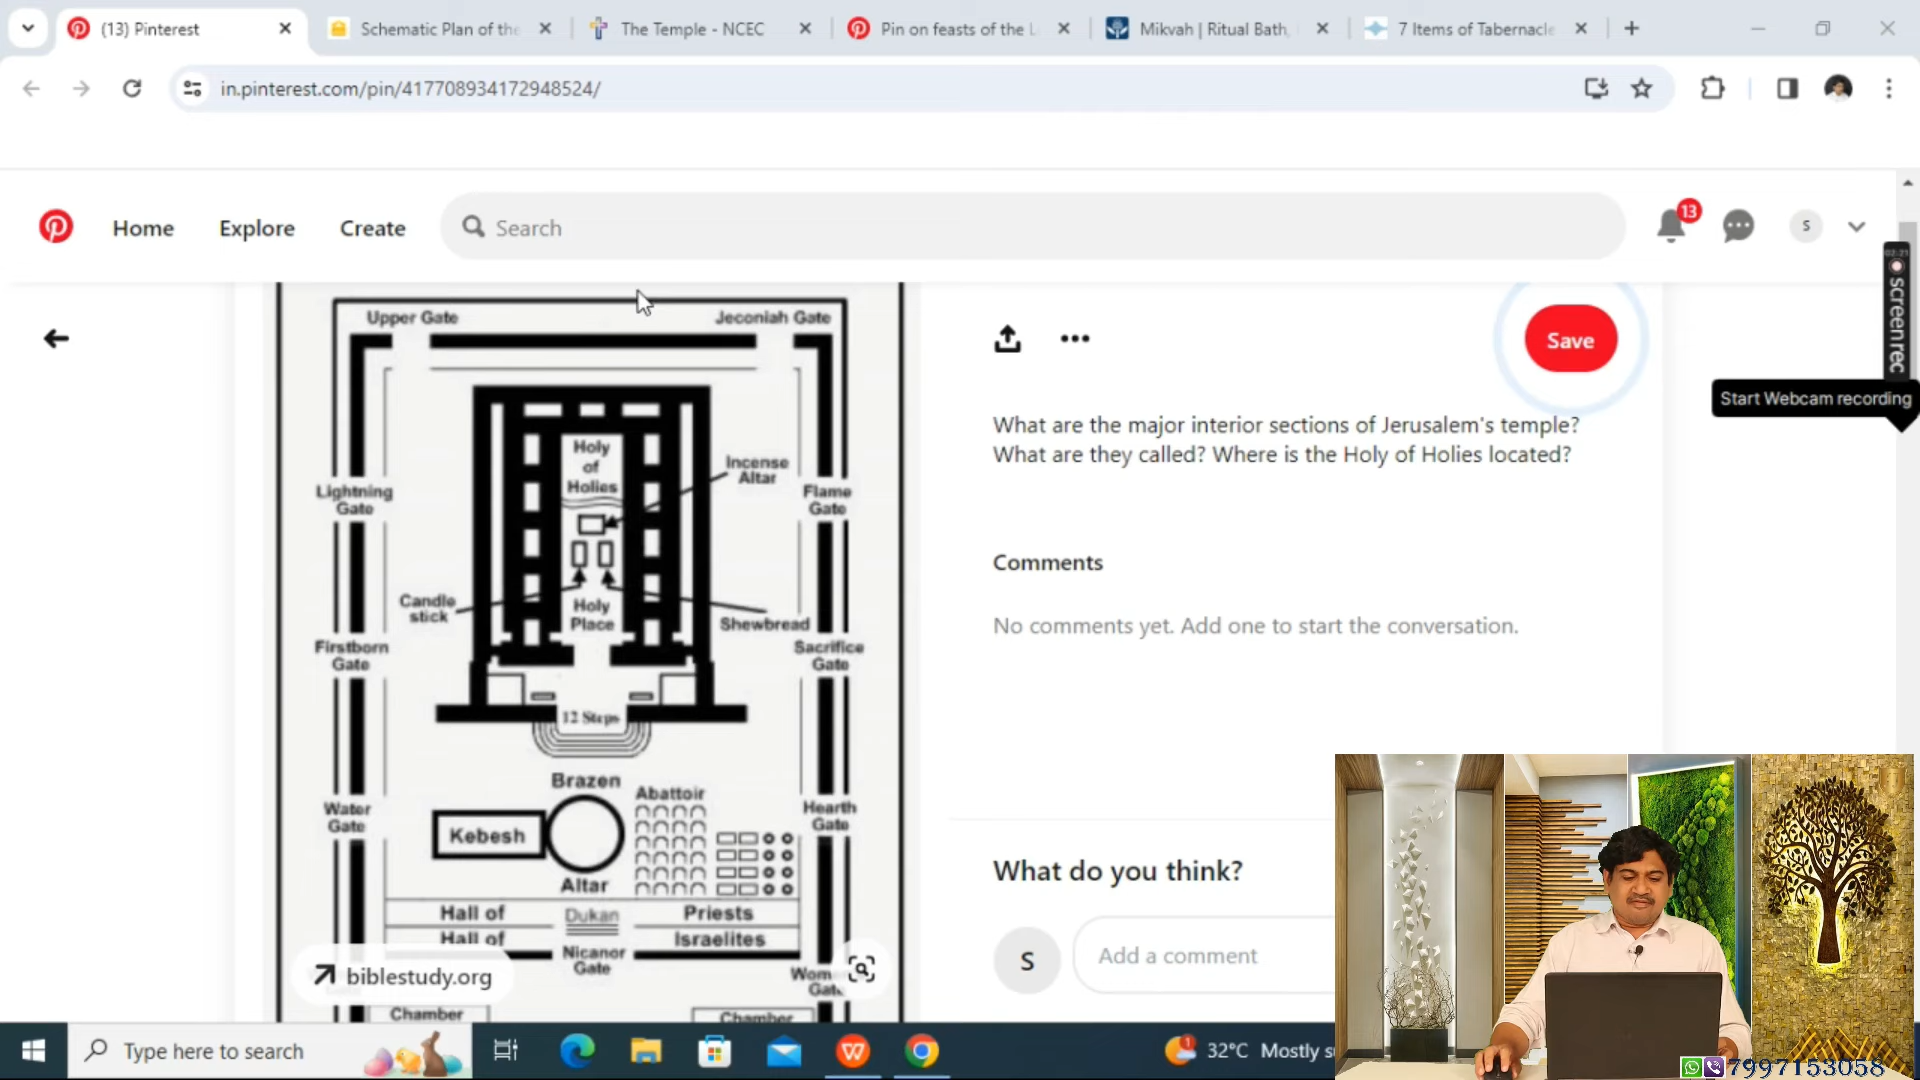 (13) Pinterest
Schematic Plan of the
The Temple - NCEC
Pin on feasts of the L
Mikvah | Ritual Bath,
7 Items of Tabernacle
in.pinterest.com/pin/417708934172948524/
Home
Explore
Create
Search
13
S
screen rec
Start Webcam recording
Save
What are the major interior sections of Jerusalem's temple?
What are they called? Where is the Holy of Holies located?
Comments
No comments yet. Add one to start the conversation.
What do you think?
S
Add a comment
Upper Gate
Jeconiah Gate
Holy
of
Holies
Incense
Altar
Lightning
Gate
Flame
Gate
Candle
stick
Holy
Place
Shewbread
Firstborn
Gate
Sacrifice
Gate
12 Steps
Brazen
Abattoir
Water
Gate
Hearth
Gate
Kebesh
Altar
Hall of
Dukan
Priests
Hall of
Israelites
Nicanor
Gate
biblestudy.org
Wom
Gate
Chamber
Chamber
Type here to search
1
32°C Mostly su
7997153058